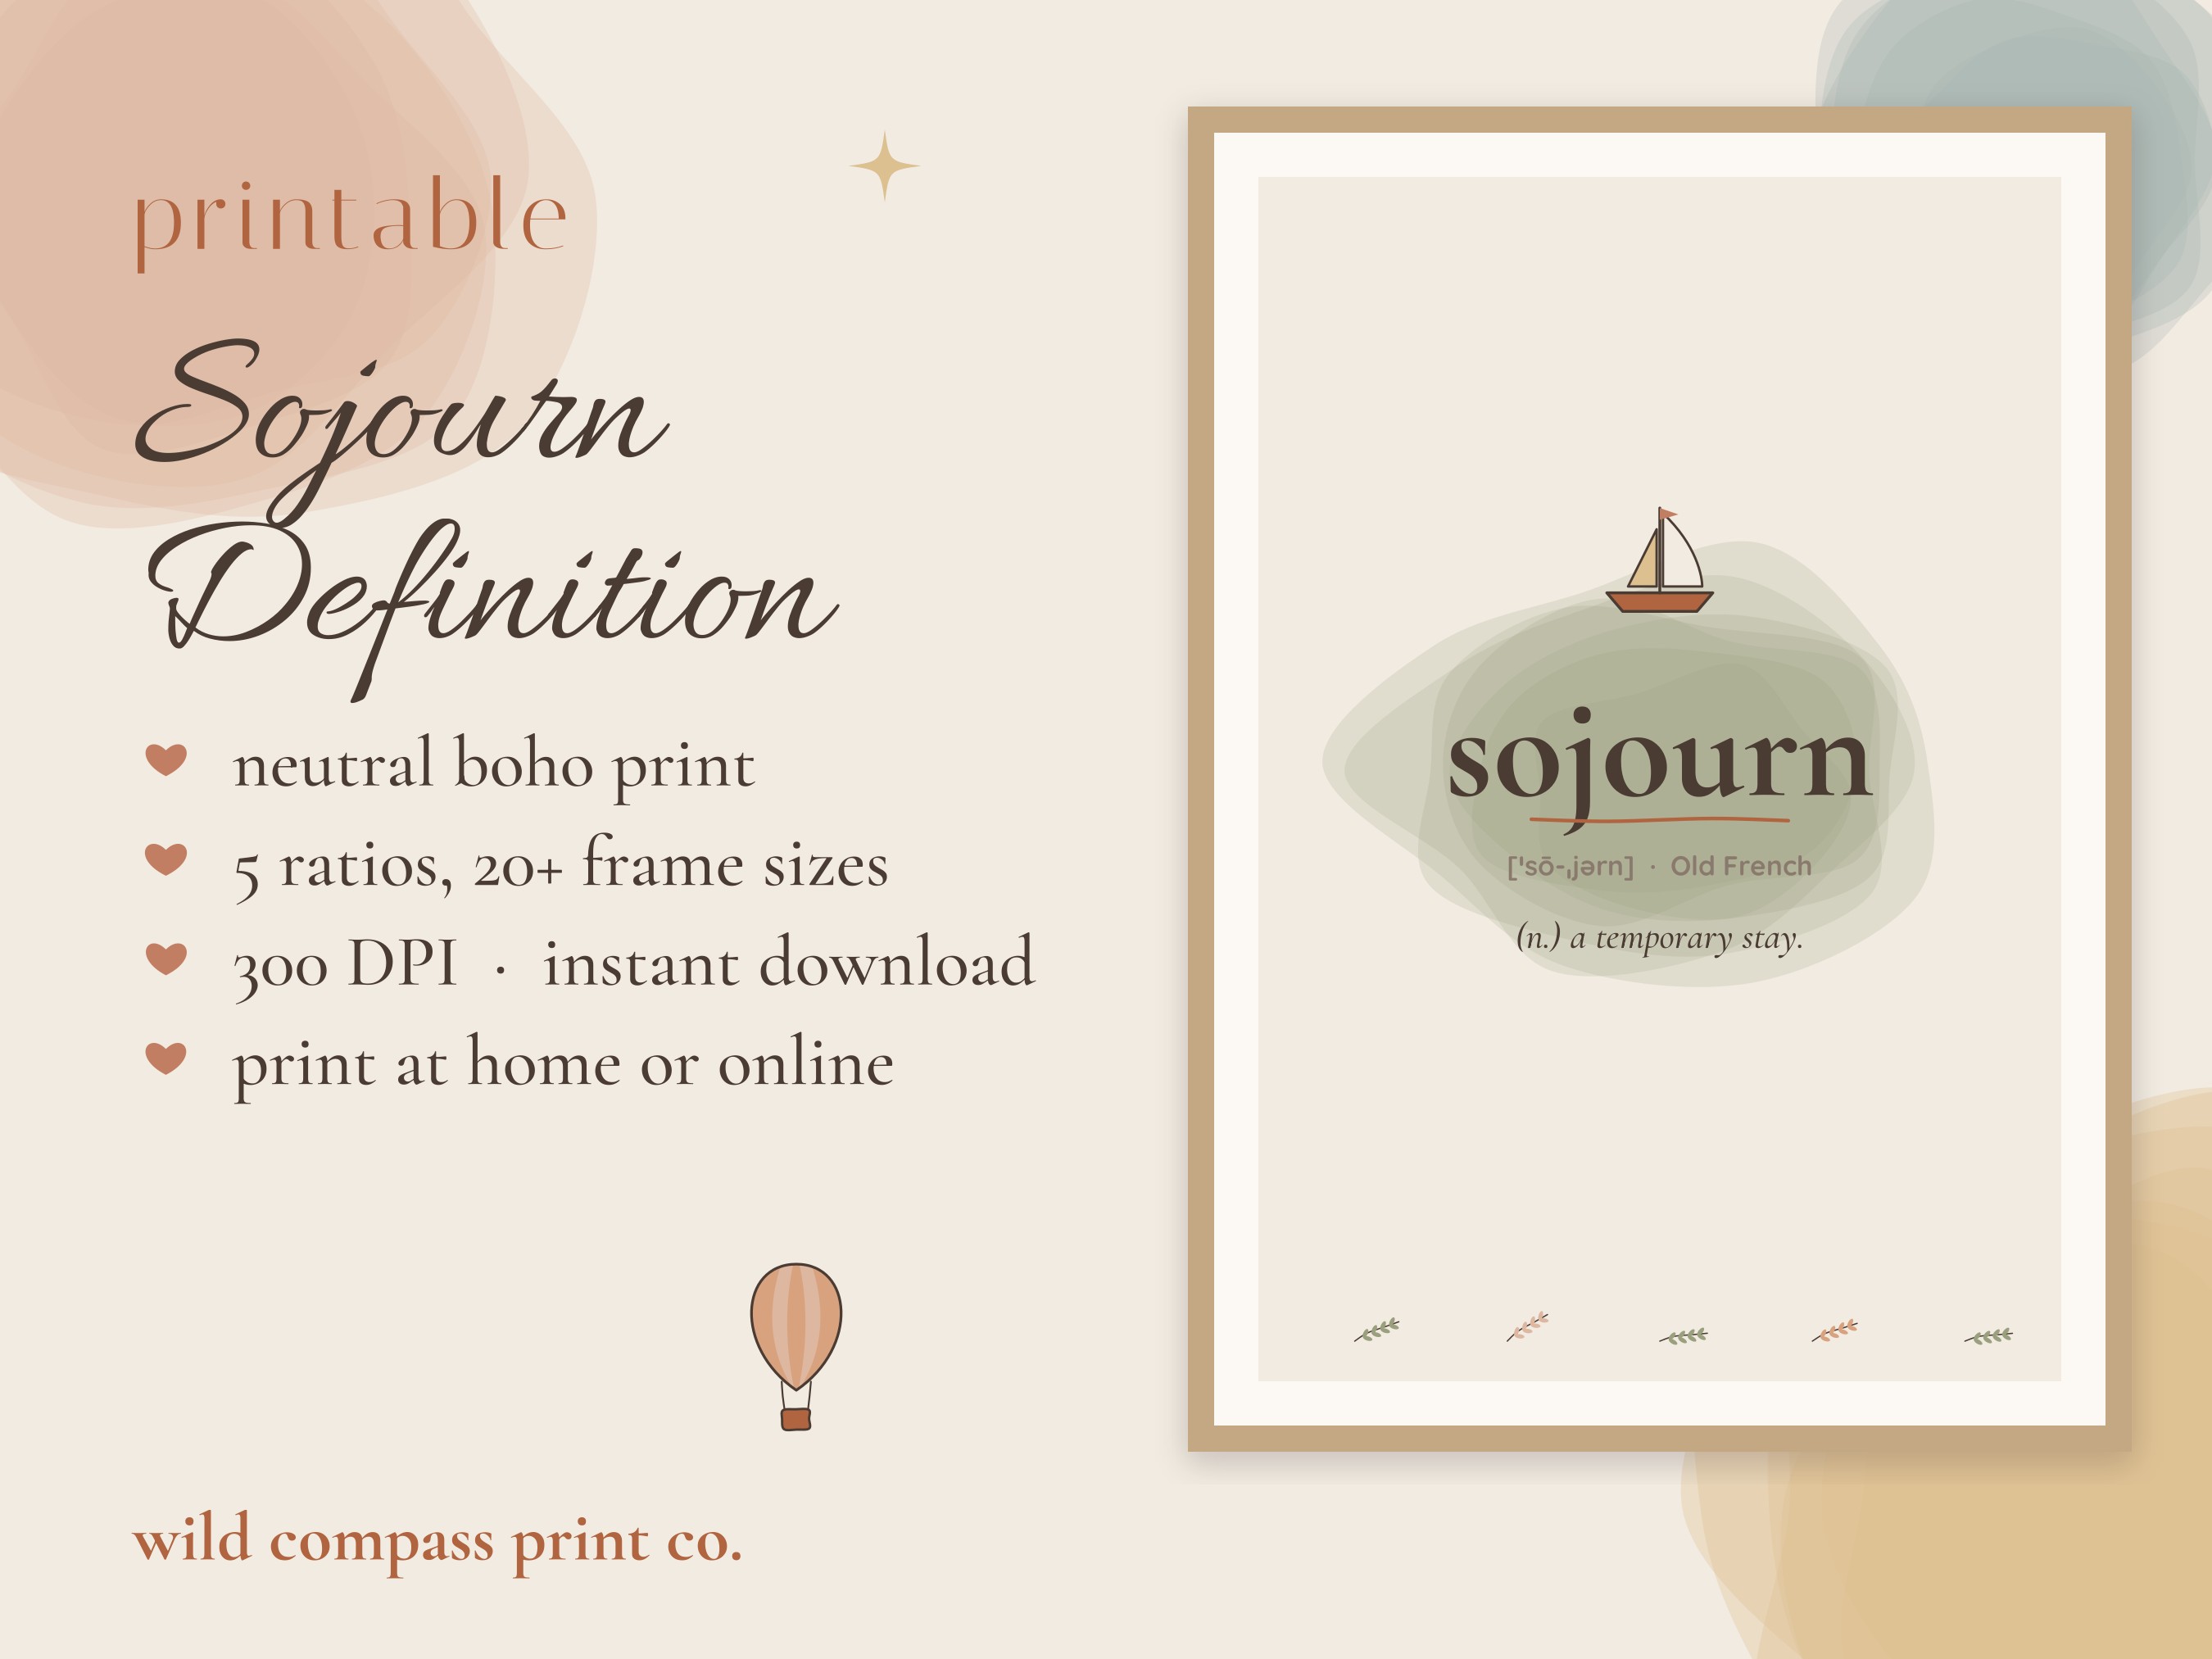 printable
Sojourn
Definition
neutral boho print
5 ratios, 20+ frame sizes
300 DPI · instant download
print at home or online
wild compass print co.
sojourn
[ˈsō-ˌjərn] · Old French
(n.) a temporary stay.